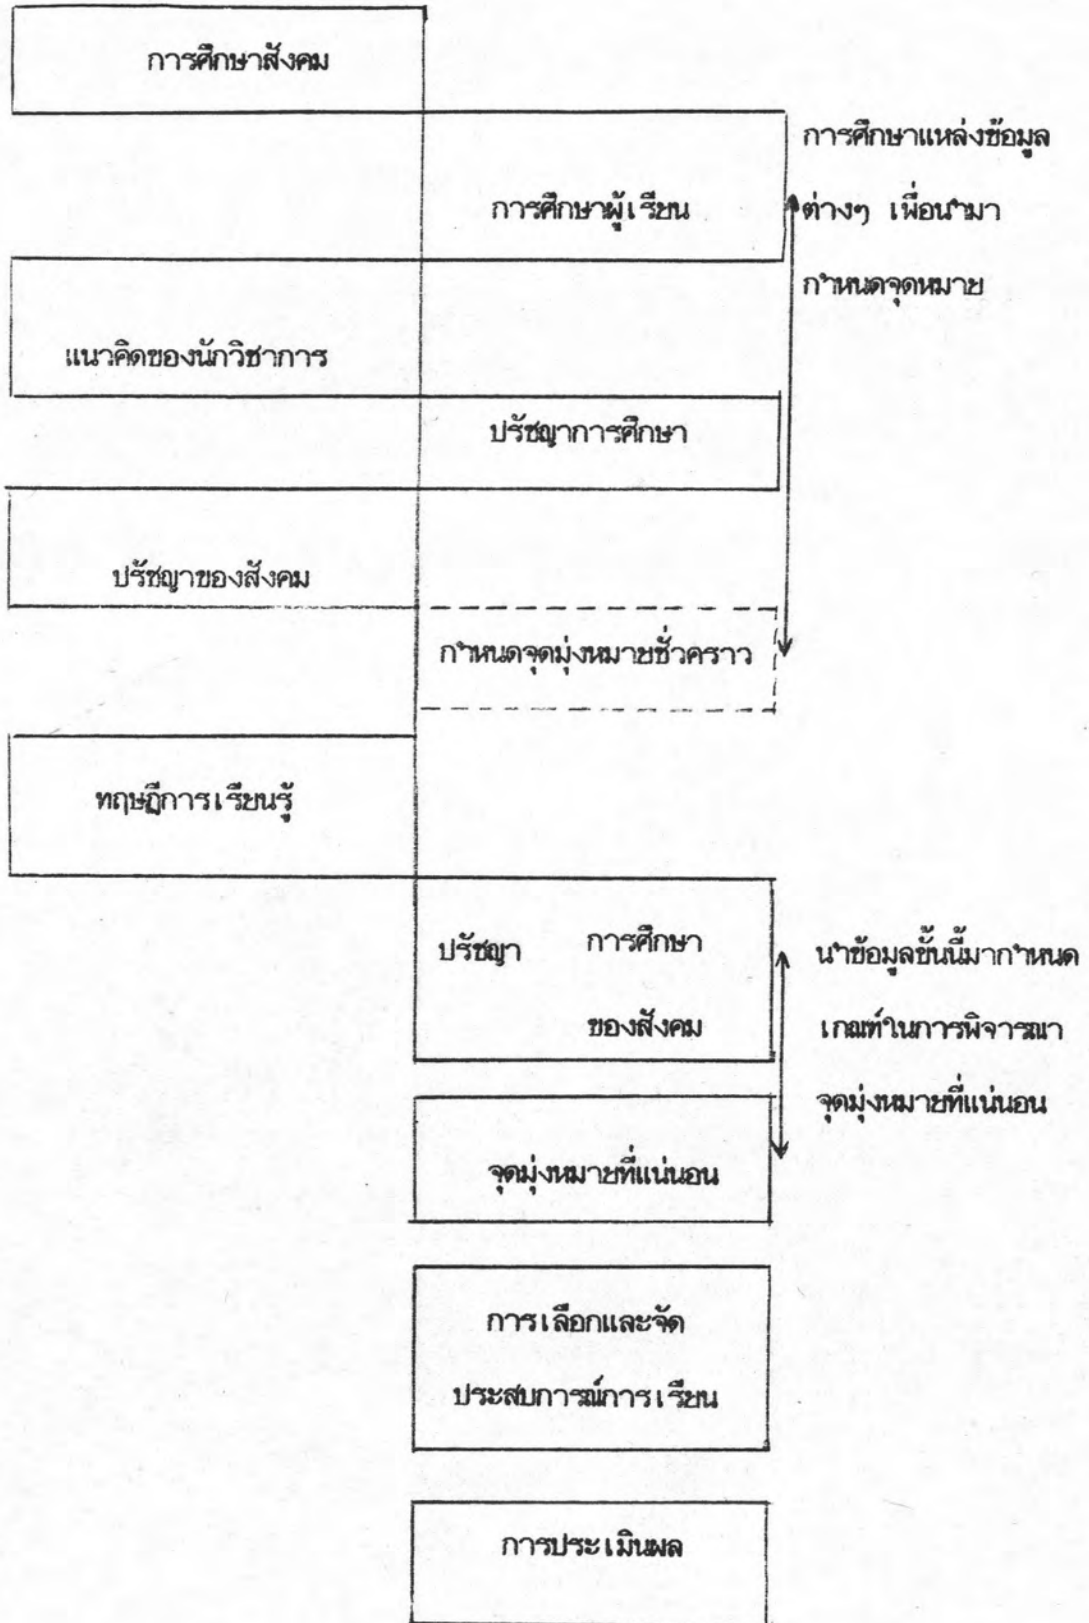 การศึกษาสังคม
การศึกษาแหล่งข้อมูล
การศึกษาผู้เรียน
ต่างๆ เพื่อนำมา
กำหนดจุดหมาย
แนวคิดของนักวิชาการ
ปรัชญาการศึกษา
ปรัชญาของสังคม
กำหนดจุดมุ่งหมายชั่วคราว
ทฤษฎีการเรียนรู้
ปรัชญา การศึกษา
ของสังคม
นำข้อมูลขั้นนี้มากำหนด
เกณฑ์ในการพิจารณา
จุดมุ่งหมายที่แน่นอน
จุดมุ่งหมายที่แน่นอน
การเลือกและจัด
ประสบการณ์การเรียน
การประเมินผล